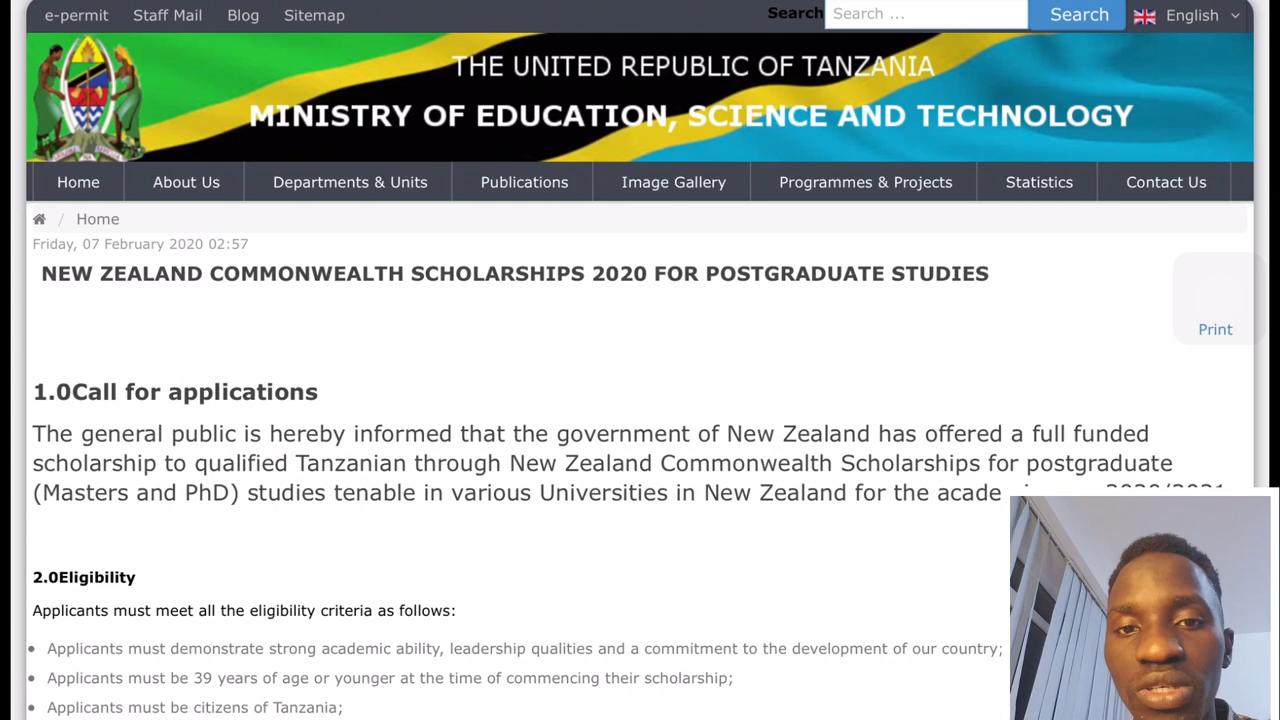 e-permit Staff Mail Blog Sitemap Search Search ... Search English
THE UNITED REPUBLIC OF TANZANIA
MINISTRY OF EDUCATION, SCIENCE AND TECHNOLOGY
Home About Us Departments & Units Publications Image Gallery Programmes & Projects Statistics Contact Us
/ Home
Friday, 07 February 2020 02:57
NEW ZEALAND COMMONWEALTH SCHOLARSHIPS 2020 FOR POSTGRADUATE STUDIES
Print
1.0Call for applications
The general public is hereby informed that the government of New Zealand has offered a full funded
scholarship to qualified Tanzanian through New Zealand Commonwealth Scholarships for postgraduate
(Masters and PhD) studies tenable in various Universities in New Zealand for the acade 2020/2021
2.0Eligibility
Applicants must meet all the eligibility criteria as follows:
• Applicants must demonstrate strong academic ability, leadership qualities and a commitment to the development of our country;
• Applicants must be 39 years of age or younger at the time of commencing their scholarship;
• Applicants must be citizens of Tanzania;